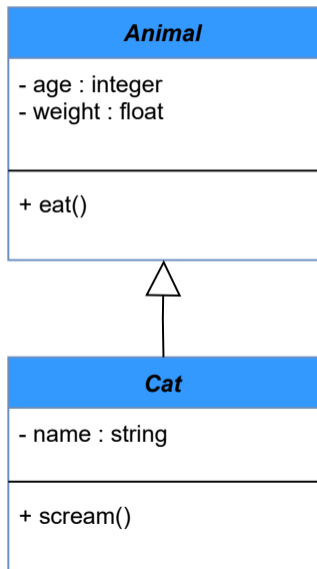 Animal
- age : integer
- weight : float
+ eat()
Cat
- name : string
+ scream()